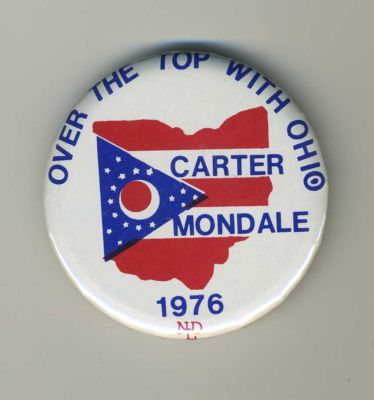 OVER THE TOP WITH OHIO
CARTER
MONDALE
1976